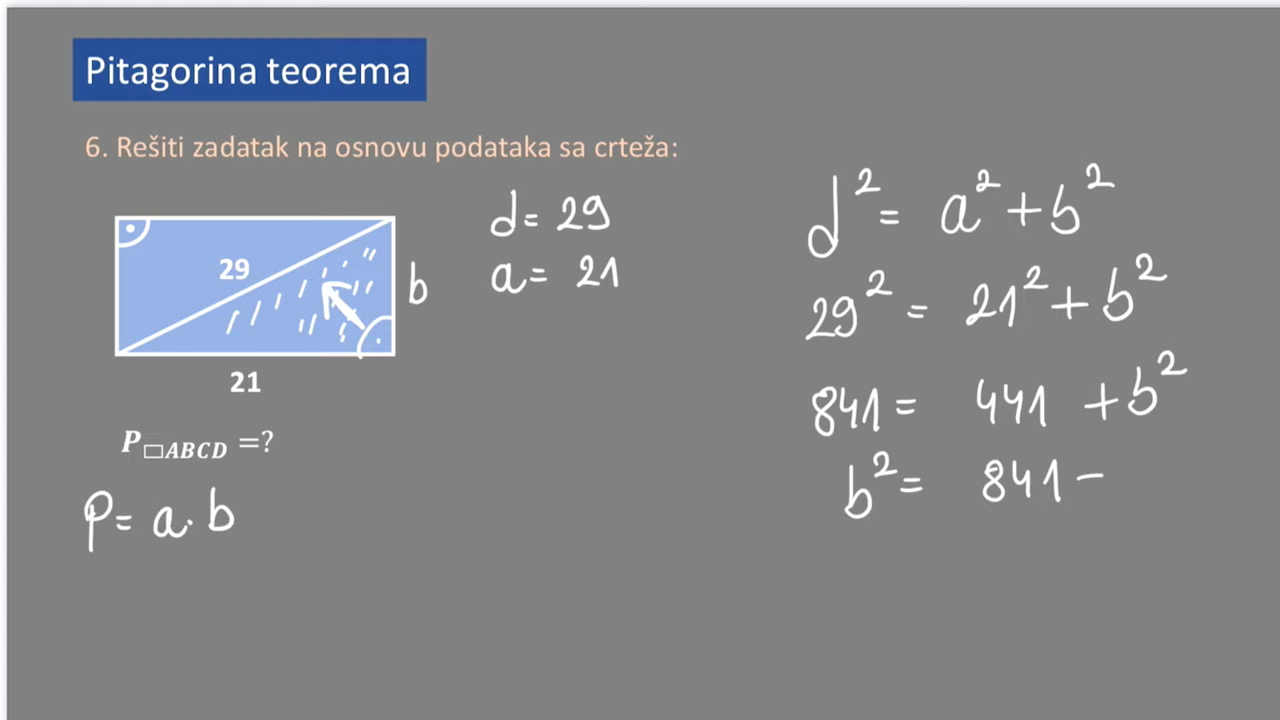 Pitagorina teorema
6. Rešiti zadatak na osnovu podataka sa crteža:
29
b
21
P□ABCD =?
P= a·b
d= 29
a= 21
d² = a² + b²
29² = 21² + b²
841 = 441 + b²
b² = 841 -